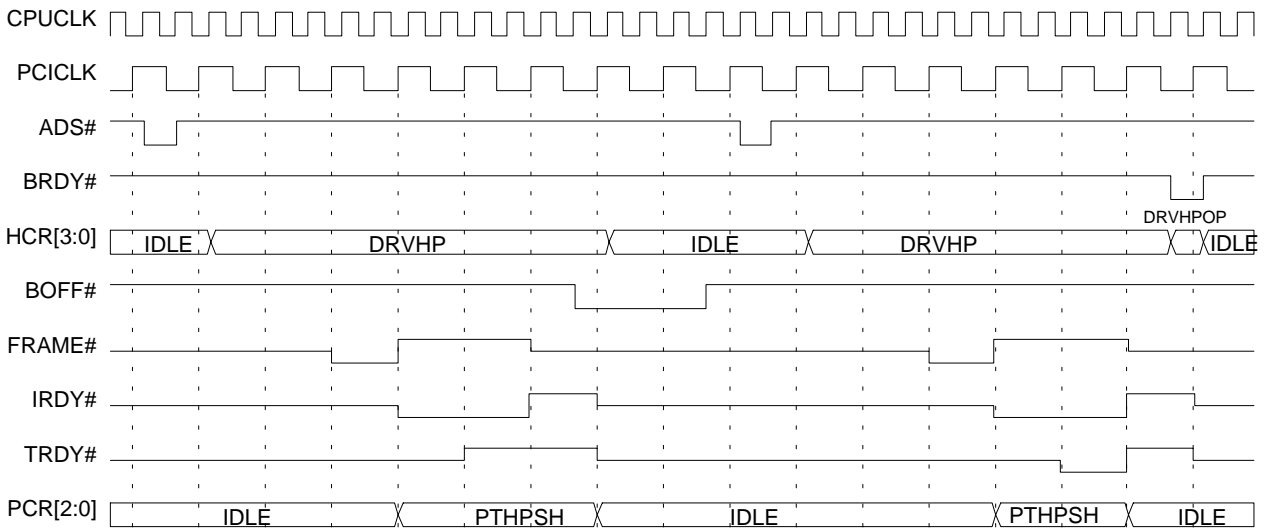 CPUCLK
PCICLK
ADS#
BRDY#
DRVHPOP
HCR[3:0] IDLE DRVHP IDLE DRVHP IDLE
BOFF#
FRAME#
IRDY#
TRDY#
PCR[2:0] IDLE PTHPSH IDLE PTHPSH IDLE